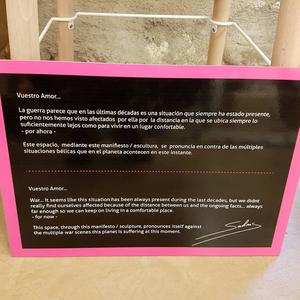 Vuestro Amor...
La guerra parece que en las últimas décadas es una situación que siempre ha estado presente,
pero no nos hemos visto afectados por ella por la distancia en la que se ubica siempre lo
suficientemente lejos como para vivir en un lugar confortable.
- por ahora -
Este espacio, mediante este manifiesto / escultura, se pronuncia en contra de las múltiples
situaciones bélicas que en el planeta acontecen en este instante.
Vuestro Amor...
War... It seems like this situation has been always present during the last decades, but we didnt
really find ourselves affected because of the distance between us and the ongoing facts... always
far enough so we can keep on living in a comfortable place.
- for now -
This space, through this manifesto / sculpture, pronounces itself against
the multiple war scenes this planet is suffering at this moment.